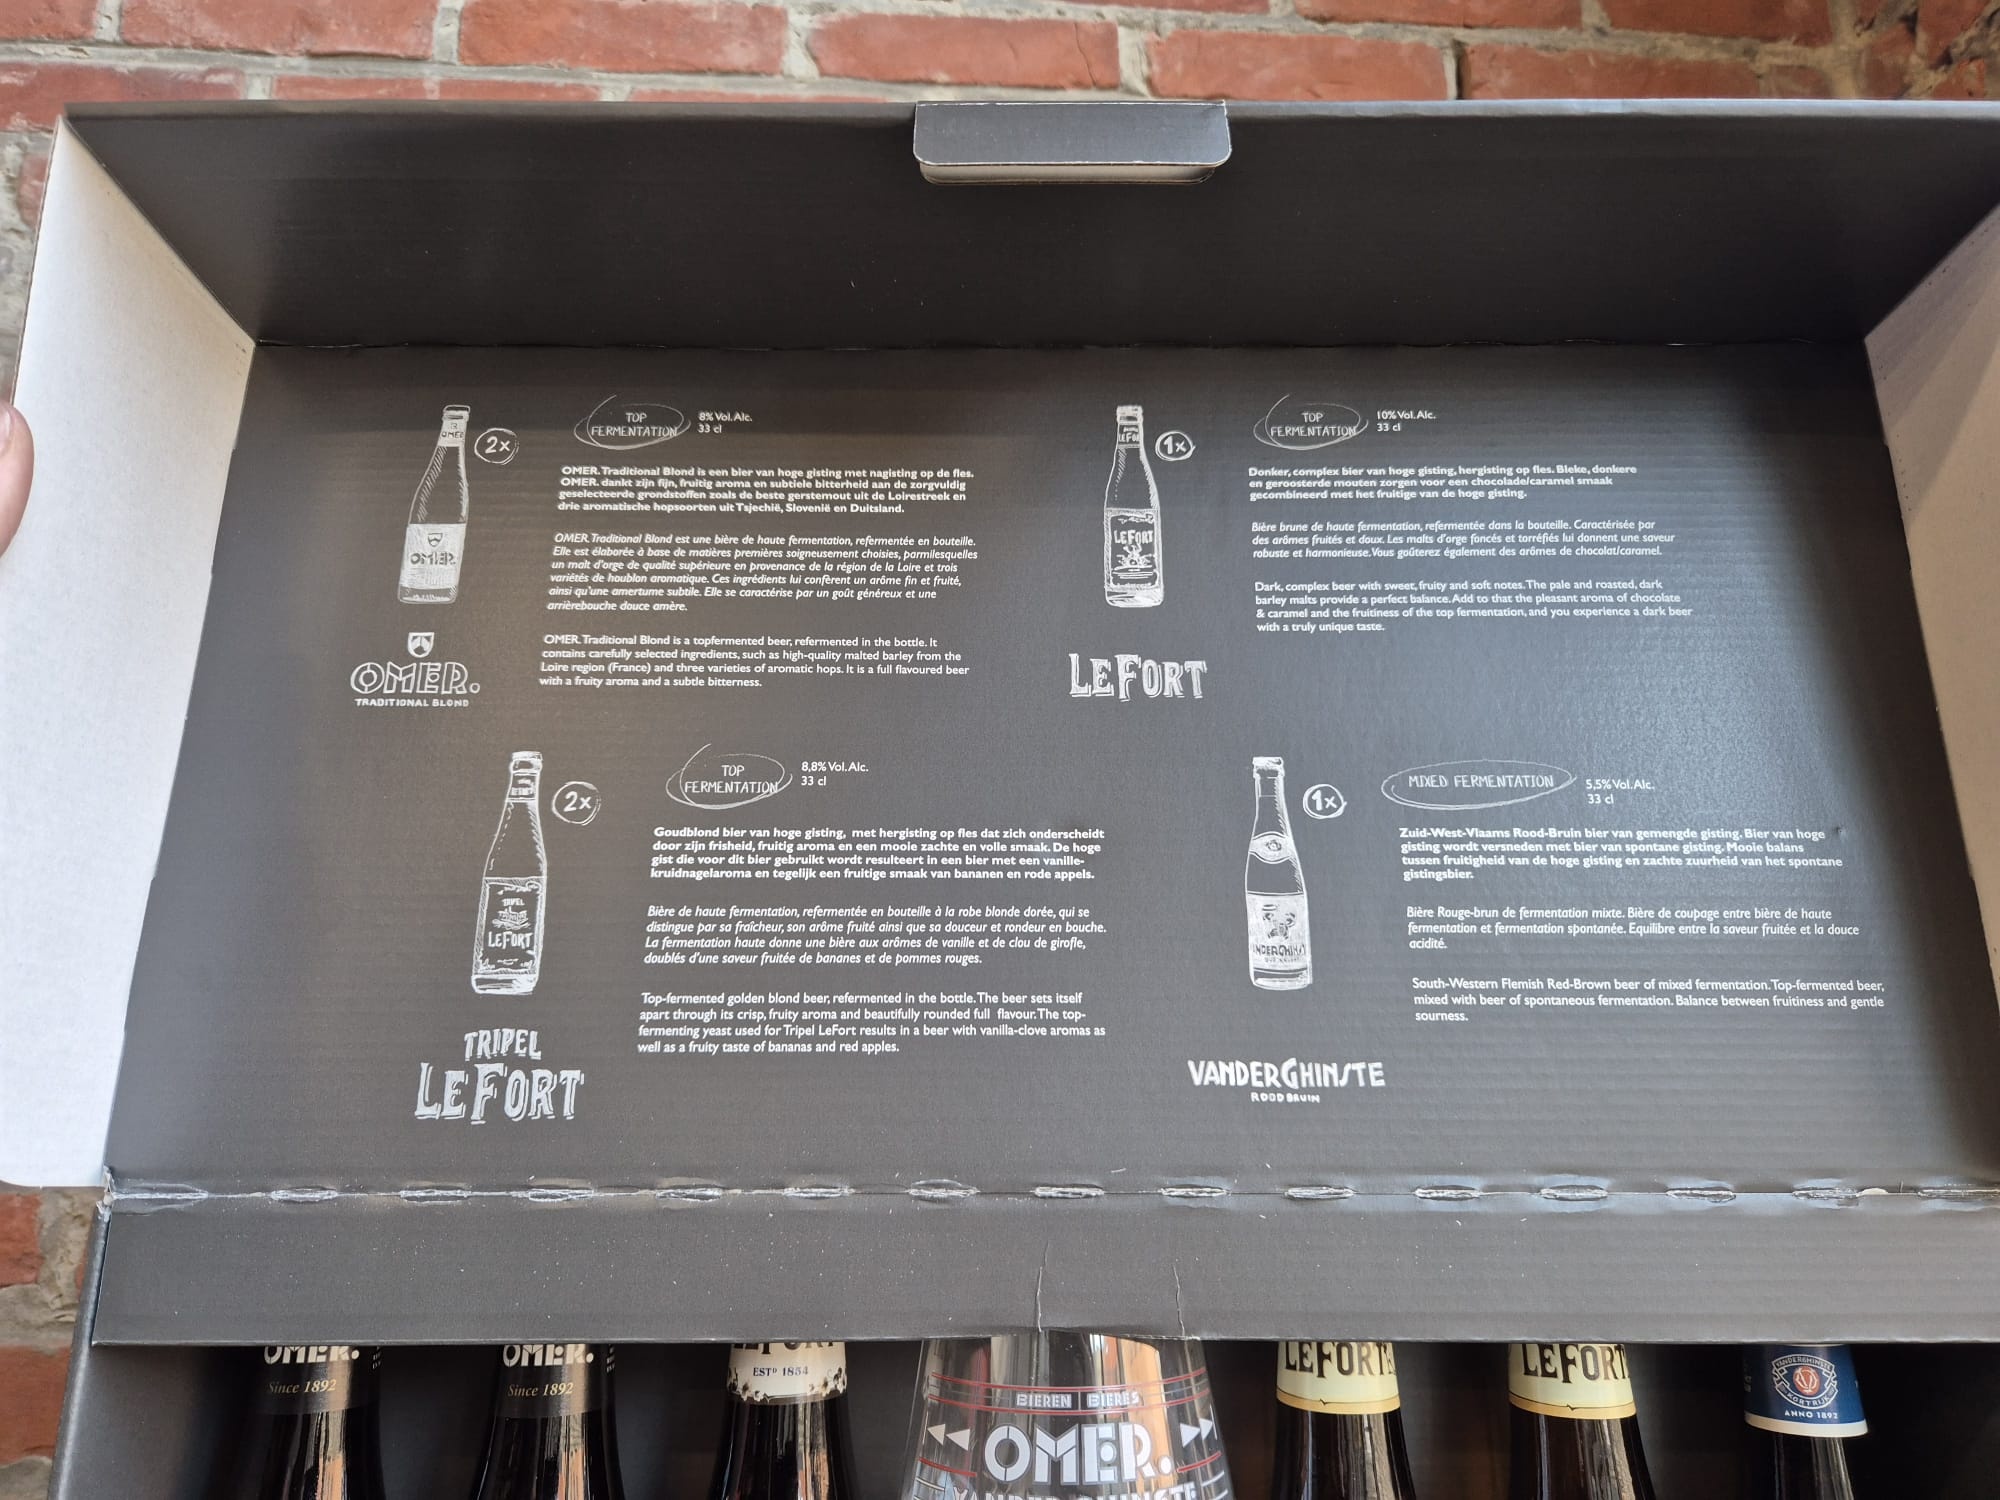 TOP
FERMENTATION
8% Vol. Alc.
33 cl
2x
OMER. Traditional Blond is een bier van hoge gisting met nagisting op de fles.
OMER. dankt zijn fijn, fruitig aroma en subtiele bitterheid aan de zorgvuldig
geselecteerde grondstoffen zoals de beste gerstemout uit de Loirestreek en
drie aromatische hopsoorten uit Tsjechië, Slovenië en Duitsland.
OMER. Traditional Blond est une bière de haute fermentation, refermentée en bouteille.
Elle est élaborée à base de matières premières soigneusement choisies, parmilesquelles
un malt d'orge de qualité supérieure en provenance de la région de la Loire et trois
variétés de houblon aromatique. Ces ingrédients lui confèrent un arôme fin et fruité,
ainsi qu'une amertume subtile. Elle se caractérise par un goût généreux et une
arrièrebouche douce amère.
OMER. Traditional Blond is a topfermented beer, refermented in the bottle. It
contains carefully selected ingredients, such as high-quality malted barley from the
Loire region (France) and three varieties of aromatic hops. It is a full flavoured beer
with a fruity aroma and a subtle bitterness.
OMER.
OMER.
TRADITIONAL BLOND
TOP
FERMENTATION
10% Vol. Alc.
33 cl
1x
Donker, complex bier van hoge gisting, hergisting op fles. Bleke, donkere
en geroosterde mouten zorgen voor een chocolade/caramel smaak
gecombineerd met het fruitige van de hoge gisting.
Bière brune de haute fermentation, refermentée dans la bouteille. Caractérisée par
des arômes fruités et doux. Les malts d'orge foncés et torréfiés lui donnent une saveur
robuste et harmonieuse. Vous goûterez également des arômes de chocolat/caramel.
Dark, complex beer with sweet, fruity and soft notes. The pale and roasted, dark
barley malts provide a perfect balance. Add to that the pleasant aroma of chocolate
& caramel and the fruitiness of the top fermentation, and you experience a dark beer
with a truly unique taste.
LEFORT
LEFORT
TOP
FERMENTATION
8,8% Vol. Alc.
33 cl
2x
Goudblond bier van hoge gisting, met hergisting op fles dat zich onderscheidt
door zijn frisheid, fruitig aroma en een mooie zachte en volle smaak. De hoge
gist die voor dit bier gebruikt wordt resulteert in een bier met een vanille-
kruidnagelaroma en tegelijk een fruitige smaak van bananen en rode appels.
Bière de haute fermentation, refermentée en bouteille à la robe blonde dorée, qui se
distingue par sa fraîcheur, son arôme fruité ainsi que sa douceur et rondeur en bouche.
La fermentation haute donne une bière aux arômes de vanille et de clou de girofle,
doublés d'une saveur fruitée de bananes et de pommes rouges.
Top-fermented golden blond beer, refermented in the bottle. The beer sets itself
apart through its crisp, fruity aroma and beautifully rounded full flavour. The top-
fermenting yeast used for Tripel LeFort results in a beer with vanilla-clove aromas as
well as a fruity taste of bananas and red apples.
TRIPEL
LEFORT
TRIPEL
LEFORT
MIXED FERMENTATION
5,5% Vol. Alc.
33 cl
1x
Zuid-West-Vlaams Rood-Bruin bier van gemengde gisting. Bier van hoge
gisting wordt versneden met bier van spontane gisting. Mooie balans
tussen fruitigheid van de hoge gisting en zachte zuurheid van het spontane
gistingsbier.
Bière Rouge-brun de fermentation mixte. Bière de coupage entre bière de haute
fermentation et fermentation spontanée. Equilibre entre la saveur fruitée et la douce
acidité.
South-Western Flemish Red-Brown beer of mixed fermentation. Top-fermented beer,
mixed with beer of spontaneous fermentation. Balance between fruitiness and gentle
sourness.
VANDERGHINSTE
ROOD BRUIN
OMER.
Since 1892
OMER.
Since 1892
LEFORT
ESTD 1854
BIEREN BIERES
OMER.
VANDER GHINSTE
LEFORT
LEFORT
VANDERGHINSTE
KORTRIJK
ANNO 1892